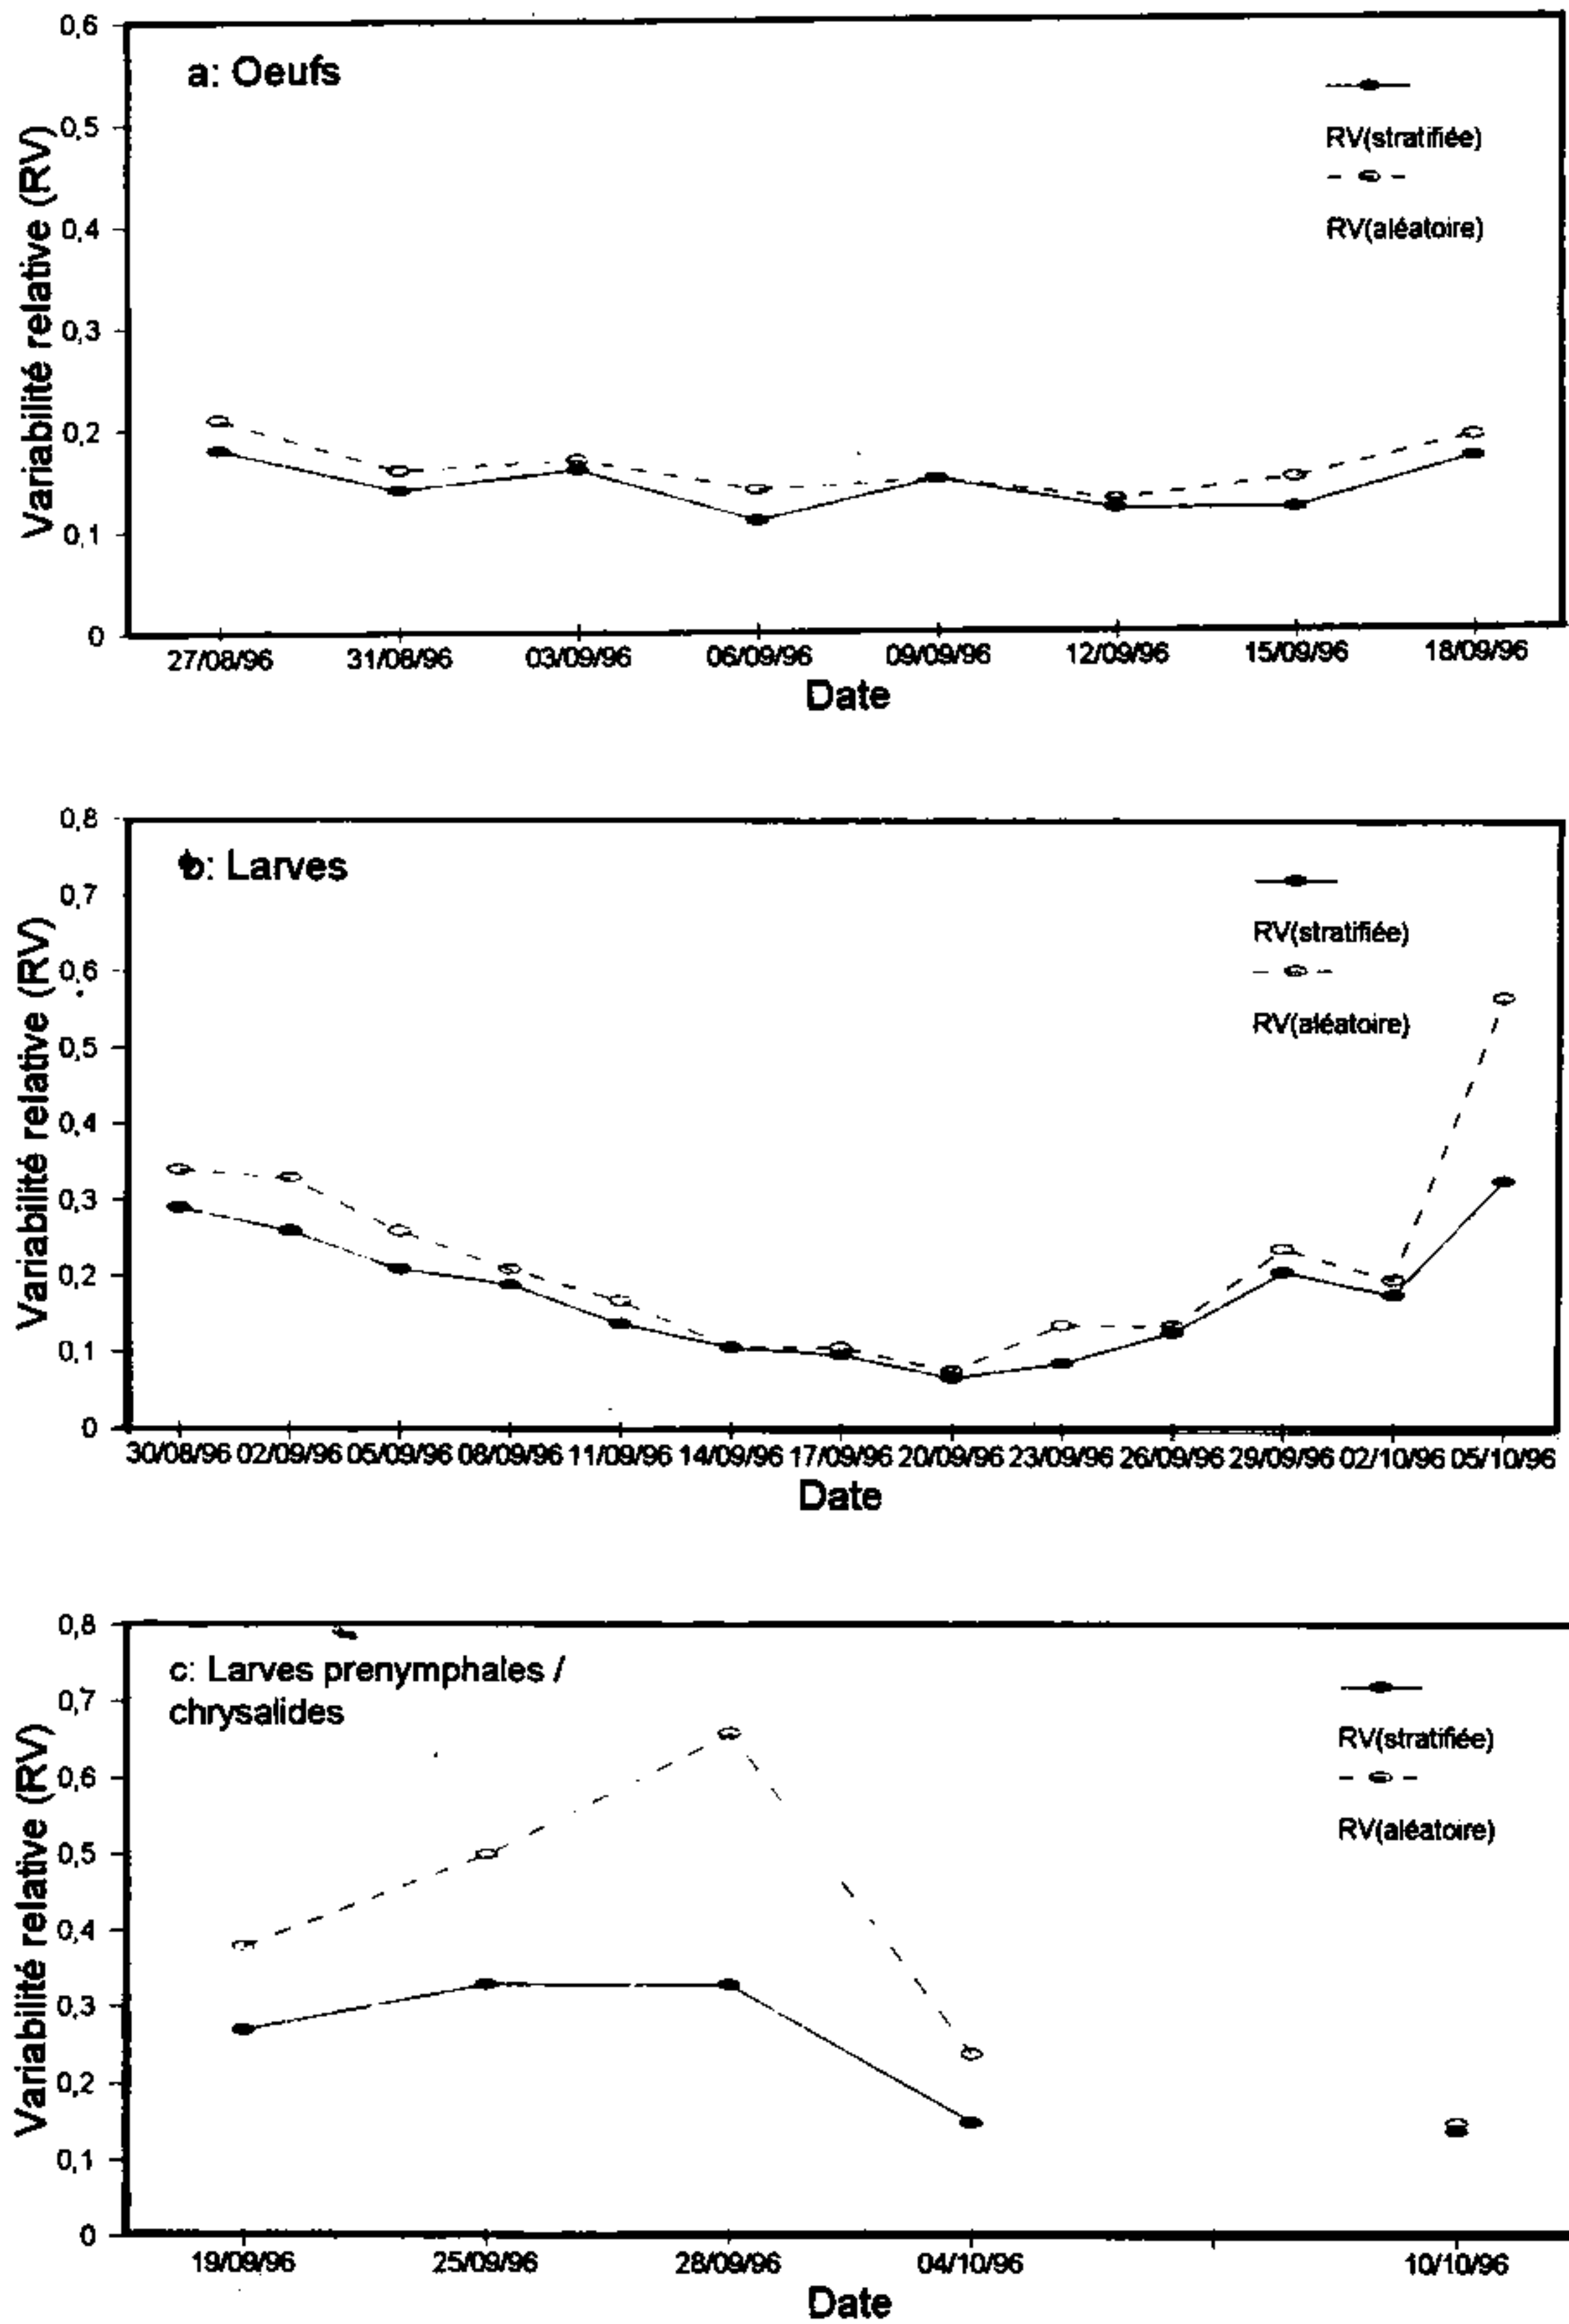 a: Oeufs
Variabilité relative (RV)
0,6
0,5
0,4
0,3
0,2
0,1
0
RV(stratifiée)
RV(aléatoire)
27/08/96 31/08/96 03/09/96 06/09/96 09/09/96 12/09/96 15/09/96 18/09/96
Date
b: Larves
Variabilité relative (RV)
0,8
0,7
0,6
0,5
0,4
0,3
0,2
0,1
0
RV(stratifiée)
RV(aléatoire)
30/08/96 02/09/96 05/09/96 08/09/96 11/09/96 14/09/96 17/09/96 20/09/96 23/09/96 26/09/96 29/09/96 02/10/96 05/10/96
Date
c: Larves prenymphales /
chrysalides
Variabilité relative (RV)
0,8
0,7
0,6
0,5
0,4
0,3
0,2
0,1
0
RV(stratifiée)
RV(aléatoire)
19/09/96 25/09/96 28/09/96 04/10/96 10/10/96
Date